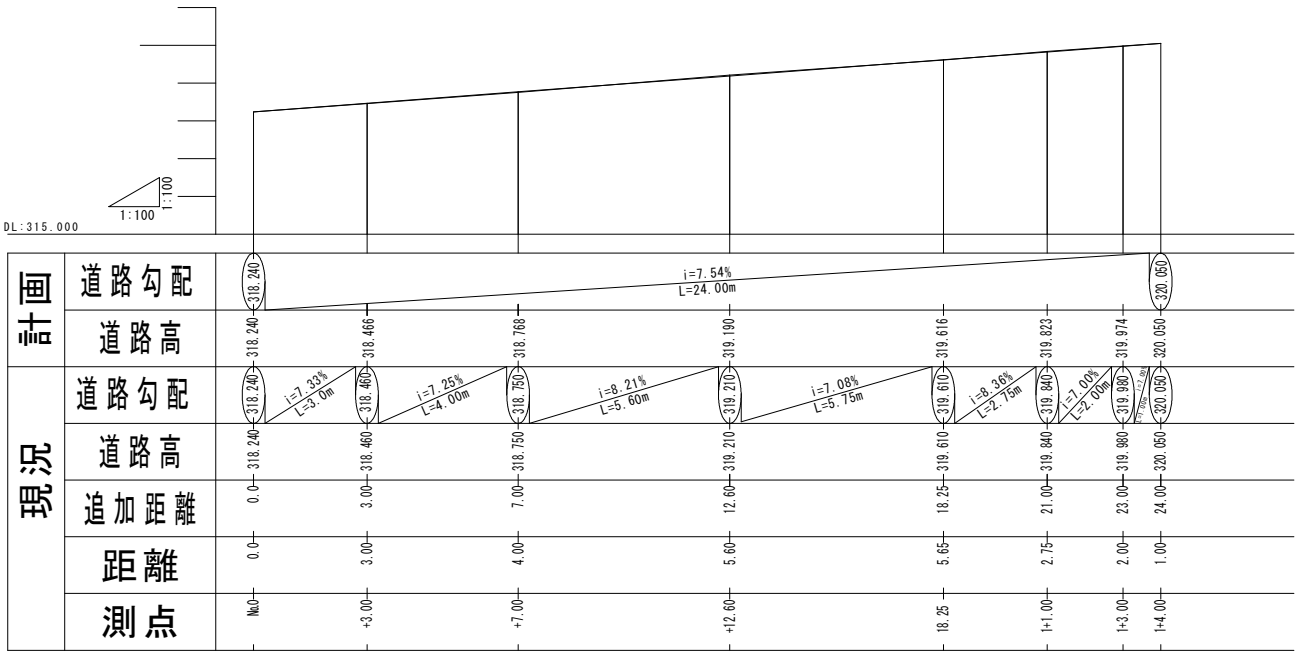 1:100
1:100
DL:315.000
計画
道路勾配
318.240
i=7.54%
L=24.00m
320.050
道路高
318.240
318.466
318.768
319.190
319.616
319.823
319.974
320.050
現況
道路勾配
318.240
i=7.33%
L=3.0m
318.460
i=7.25%
L=4.00m
318.750
i=8.21%
L=5.60m
319.210
i=7.08%
L=5.75m
319.610
i=8.36%
L=2.75m
319.840
i=7.00%
L=2.00m
319.980
i=7.00%
L=1.00m
320.050
道路高
318.240
318.460
318.750
319.210
319.610
319.840
319.980
320.050
追加距離
0.0
3.00
7.00
12.60
18.25
21.00
23.00
24.00
距離
0.0
3.00
4.00
5.60
5.65
2.75
2.00
1.00
測点
No.0
+3.00
+7.00
+12.60
18.25
1+1.00
1+3.00
1+4.00